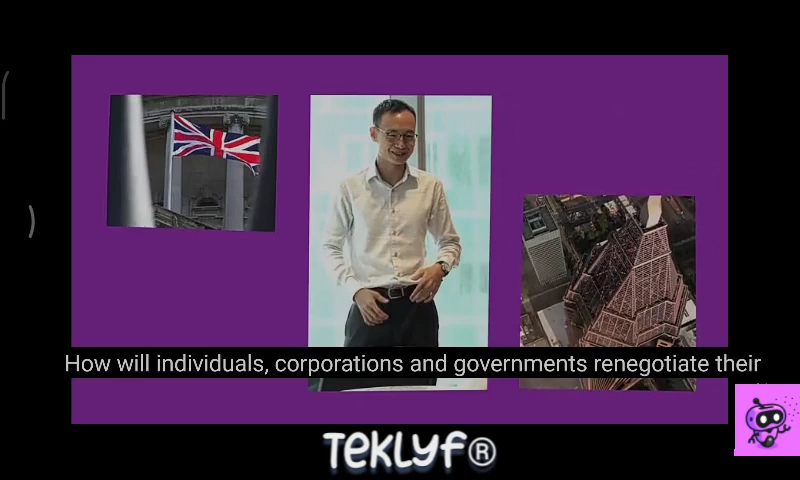 How will individuals, corporations and governments renegotiate their
TEKLYF®